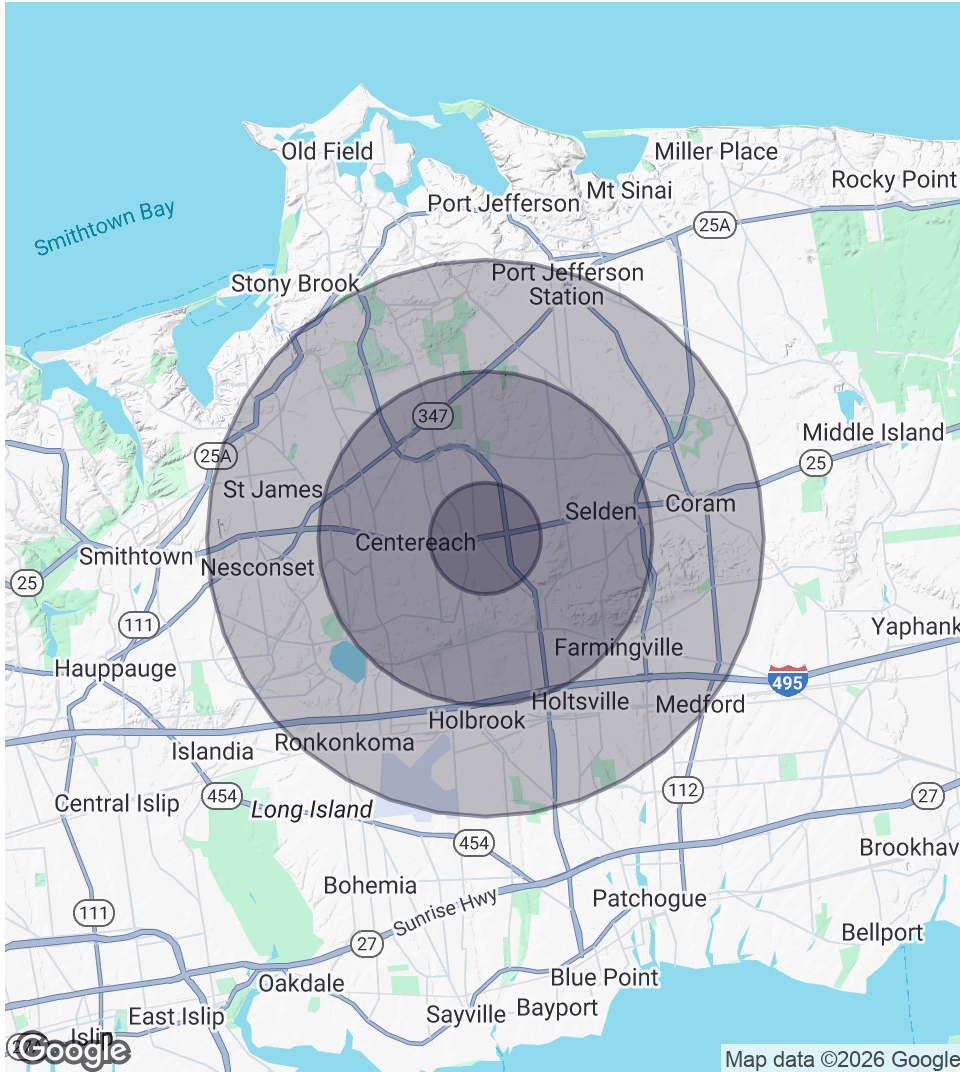 Old Field
Miller Place
Mt Sinai
Rocky Point
Port Jefferson
Smithtown Bay
25A
Port Jefferson
Station
Stony Brook
347
Middle Island
25A
25
St James
Coram
Selden
Centereach
Smithtown
Nesconset
25
111
Yaphank
Farmingville
Hauppauge
495
Holtsville
Medford
Holbrook
Ronkonkoma
Islandia
112
454
27
Central Islip
Long Island
454
Brookhav
Bohemia
Patchogue
Sunrise Hwy
111
Bellport
27
Blue Point
Oakdale
Bayport
Sayville
East Islip
Islip
Google
Map data ©2026 Google